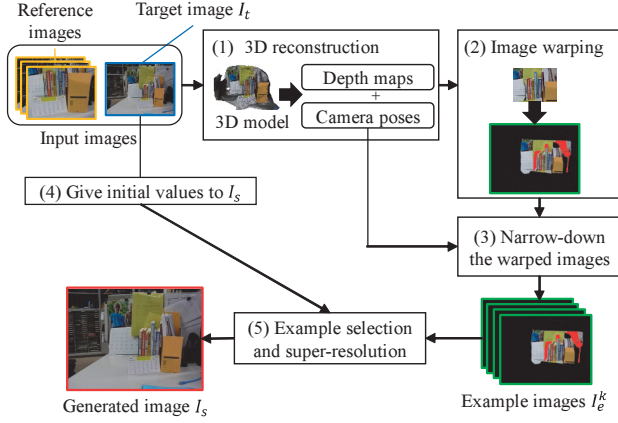 Reference
images
Target image I_t
Input images
(1) 3D reconstruction
Depth maps
+
Camera poses
3D model
(2) Image warping
(3) Narrow-down
the warped images
(4) Give initial values to I_s
(5) Example selection
and super-resolution
Generated image I_s
Example images I_e^k